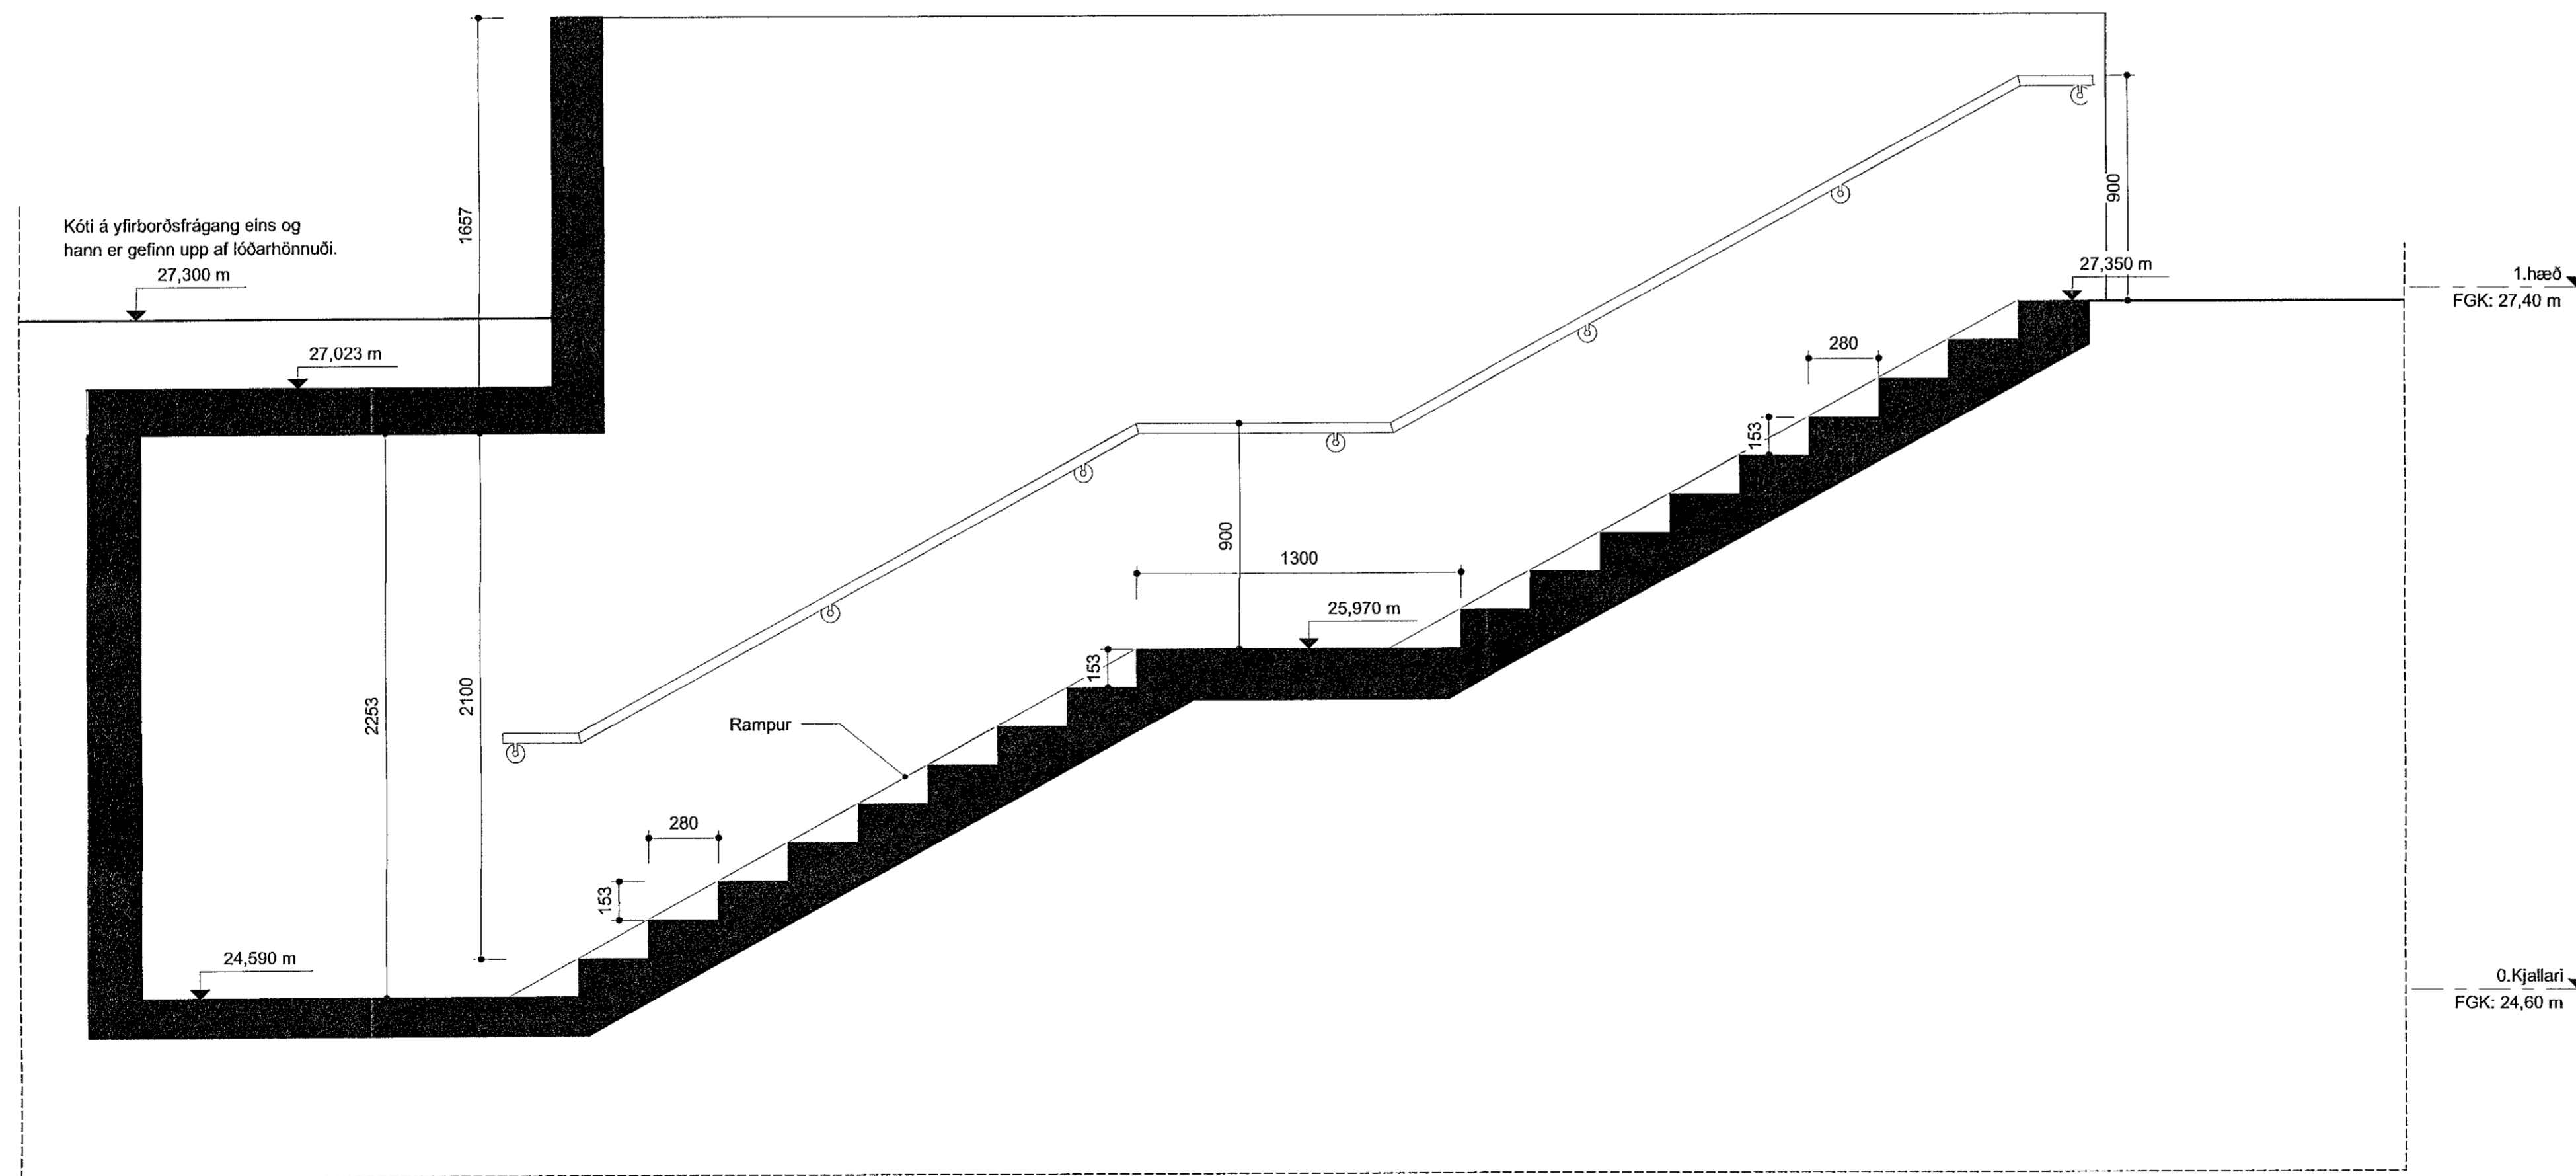 1657
900
Kóti á yfirborðsfrágang eins og
hann er gefinn upp af lóðarhönnuði.
27,300 m
27,350 m
1.hæð
FGK: 27,40 m
27,023 m
280
153
900
1300
25,970 m
153
2253
2100
Rampur
280
153
24,590 m
0.Kjallari
FGK: 24,60 m